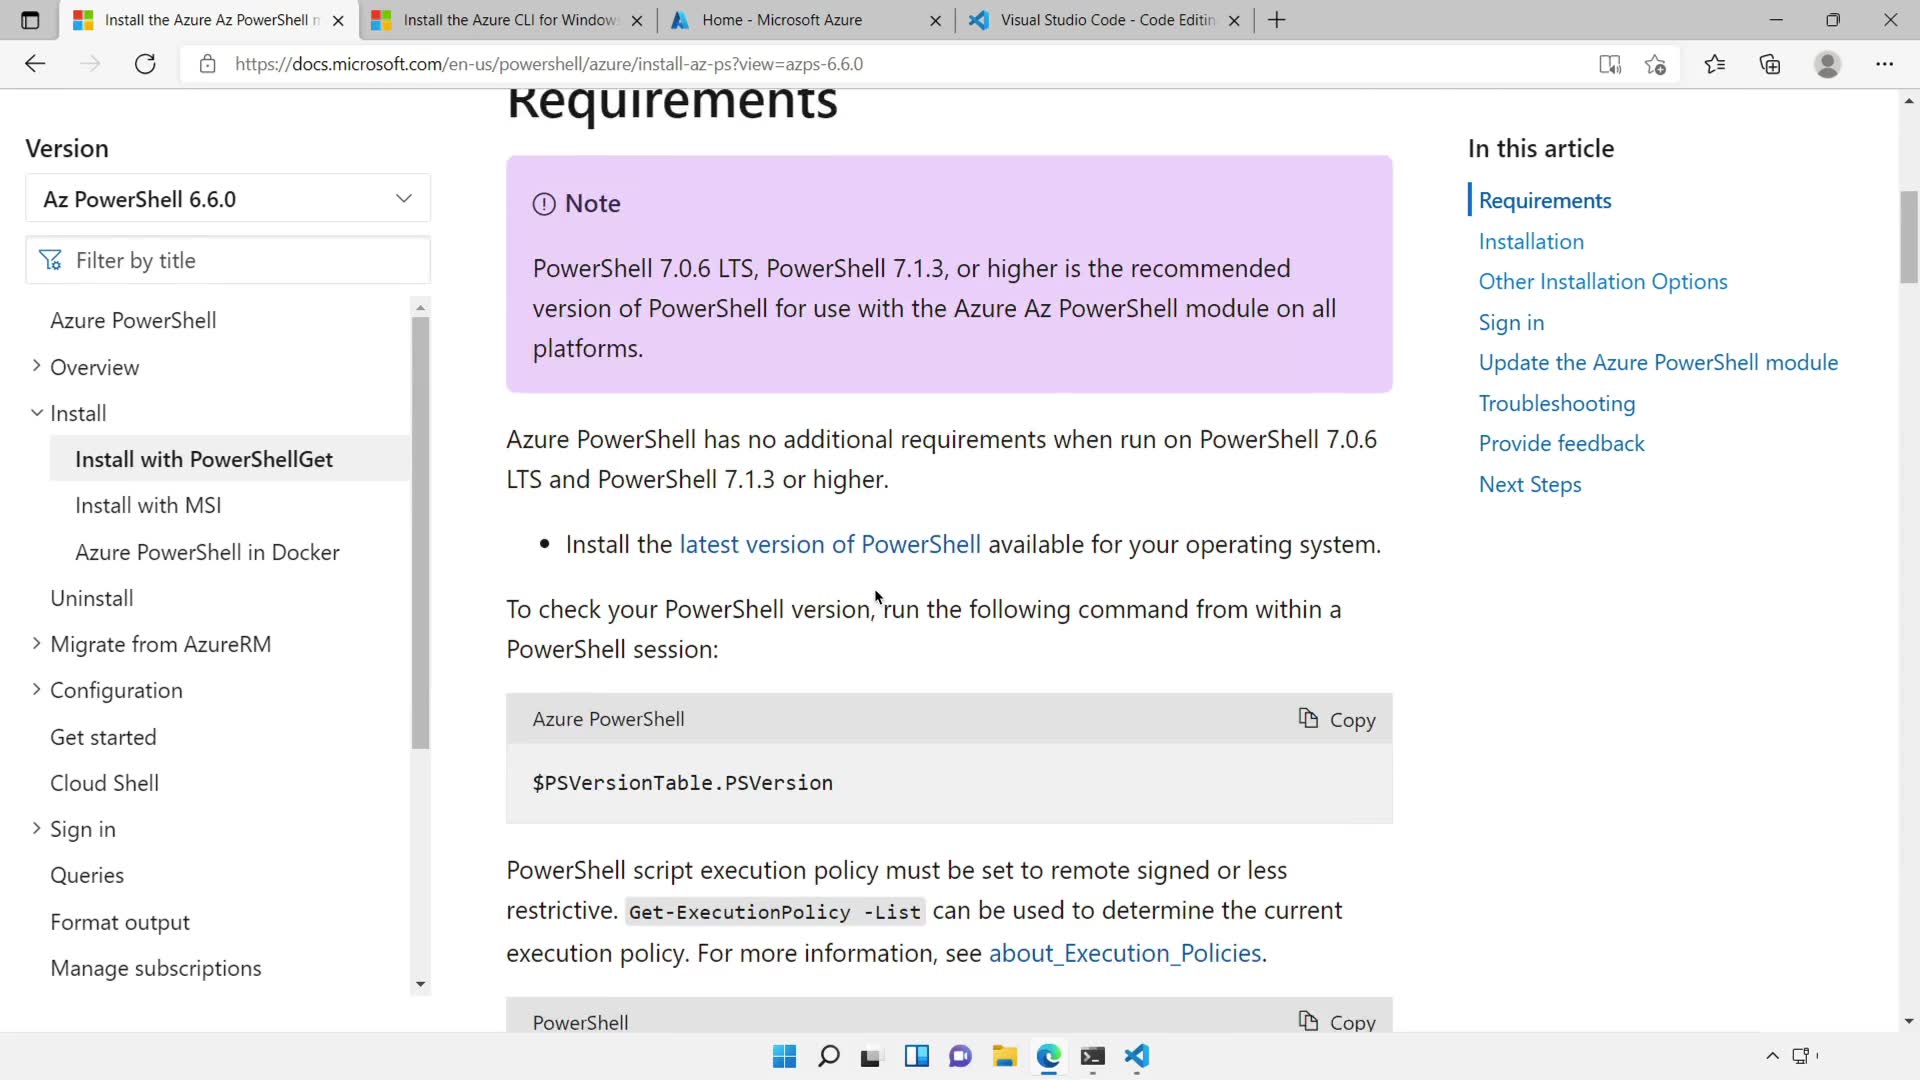 Install the Azure Az PowerShell
Install the Azure CLI for Window
Home - Microsoft Azure
Visual Studio Code - Code Editin
https://docs.microsoft.com/en-us/powershell/azure/install-az-ps?view=azps-6.6.0
Version
Az PowerShell 6.6.0
Filter by title
Azure PowerShell
Overview
Install
Install with PowerShellGet
Install with MSI
Azure PowerShell in Docker
Uninstall
Migrate from AzureRM
Configuration
Get started
Cloud Shell
Sign in
Queries
Format output
Manage subscriptions
Requirements
Note
PowerShell 7.0.6 LTS, PowerShell 7.1.3, or higher is the recommended
version of PowerShell for use with the Azure Az PowerShell module on all
platforms.
Azure PowerShell has no additional requirements when run on PowerShell 7.0.6
LTS and PowerShell 7.1.3 or higher.
• Install the latest version of PowerShell available for your operating system.
To check your PowerShell version, run the following command from within a
PowerShell session:
Azure PowerShell
Copy
$PSVersionTable.PSVersion
PowerShell script execution policy must be set to remote signed or less
restrictive. Get-ExecutionPolicy -List can be used to determine the current
execution policy. For more information, see about_Execution_Policies.
PowerShell
Copy
In this article
Requirements
Installation
Other Installation Options
Sign in
Update the Azure PowerShell module
Troubleshooting
Provide feedback
Next Steps